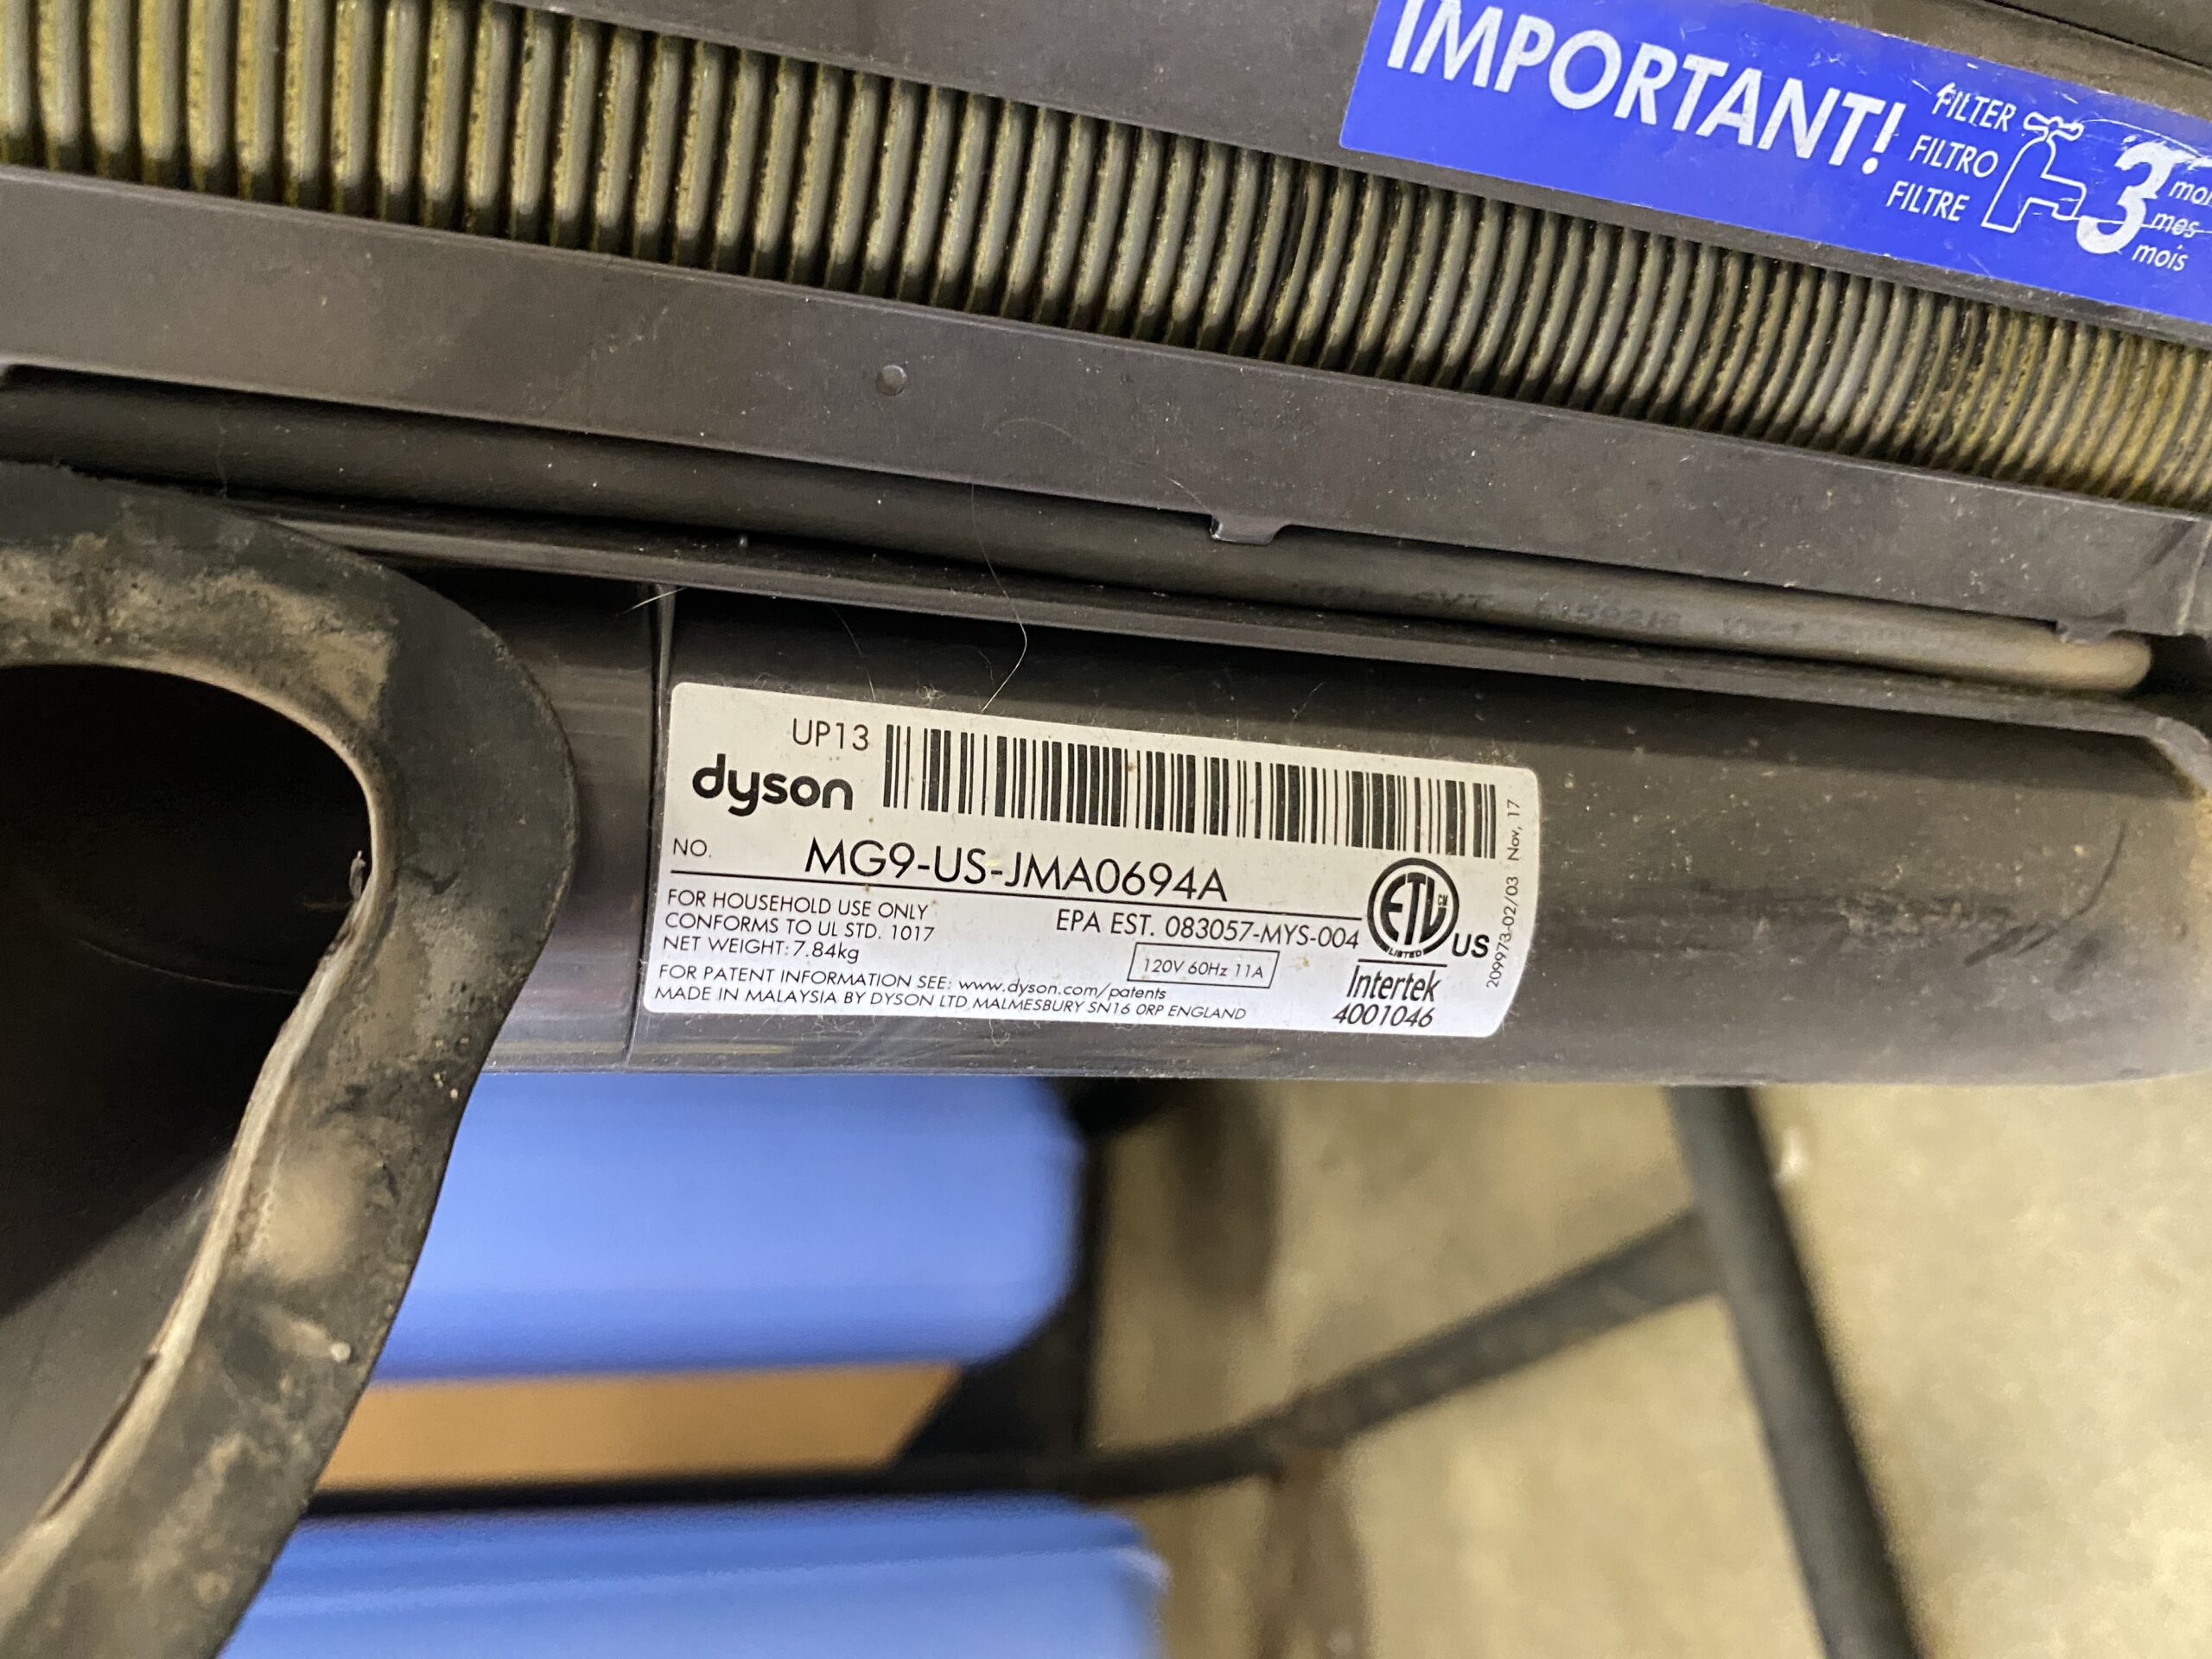 IMPORTANT!
FILTER
FILTRO
FILTRE
3
mes
mois
UP13
dyson
NO. MG9-US-JMA0694A
FOR HOUSEHOLD USE ONLY
CONFORMS TO UL STD. 1017
NET WEIGHT: 7.84kg
EPA EST. 083057-MYS-004
120V 60Hz 11A
FOR PATENT INFORMATION SEE: www.dyson.com/patents
MADE IN MALAYSIA BY DYSON LTD MALMESBURY SN16 0RP ENGLAND
ETL
LISTED
US
Intertek
4001046
209973-02/03 Nov, 17